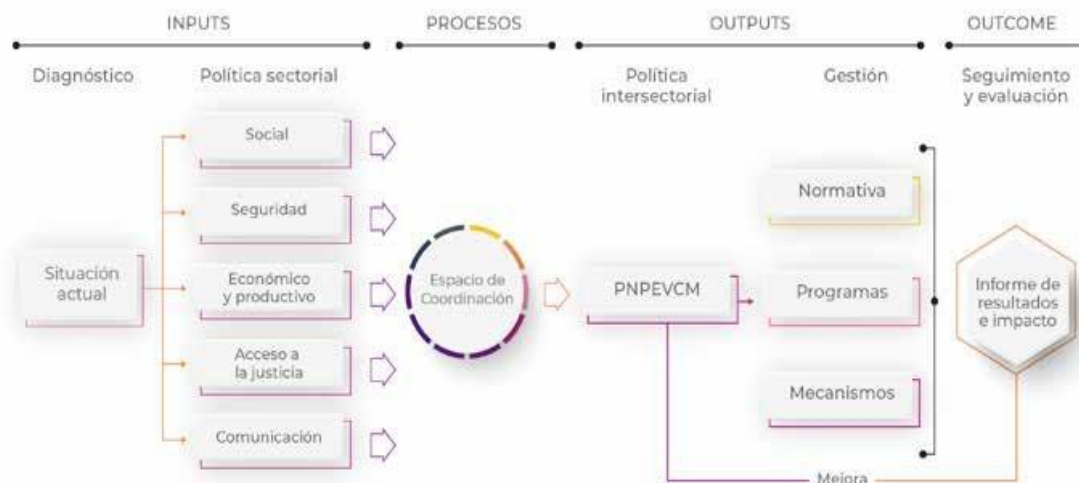 INPUTS
PROCESOS
OUTPUTS
OUTCOME
Diagnóstico
Política sectorial
Política
intersectorial
Gestión
Seguimiento
y evaluación
Situación
actual
Social
Seguridad
Económico
y productivo
Acceso a
la justicia
Comunicación
Espacio de
Coordinación
PNPEVCM
Normativa
Programas
Mecanismos
Informe de
resultados
e impacto
Mejora